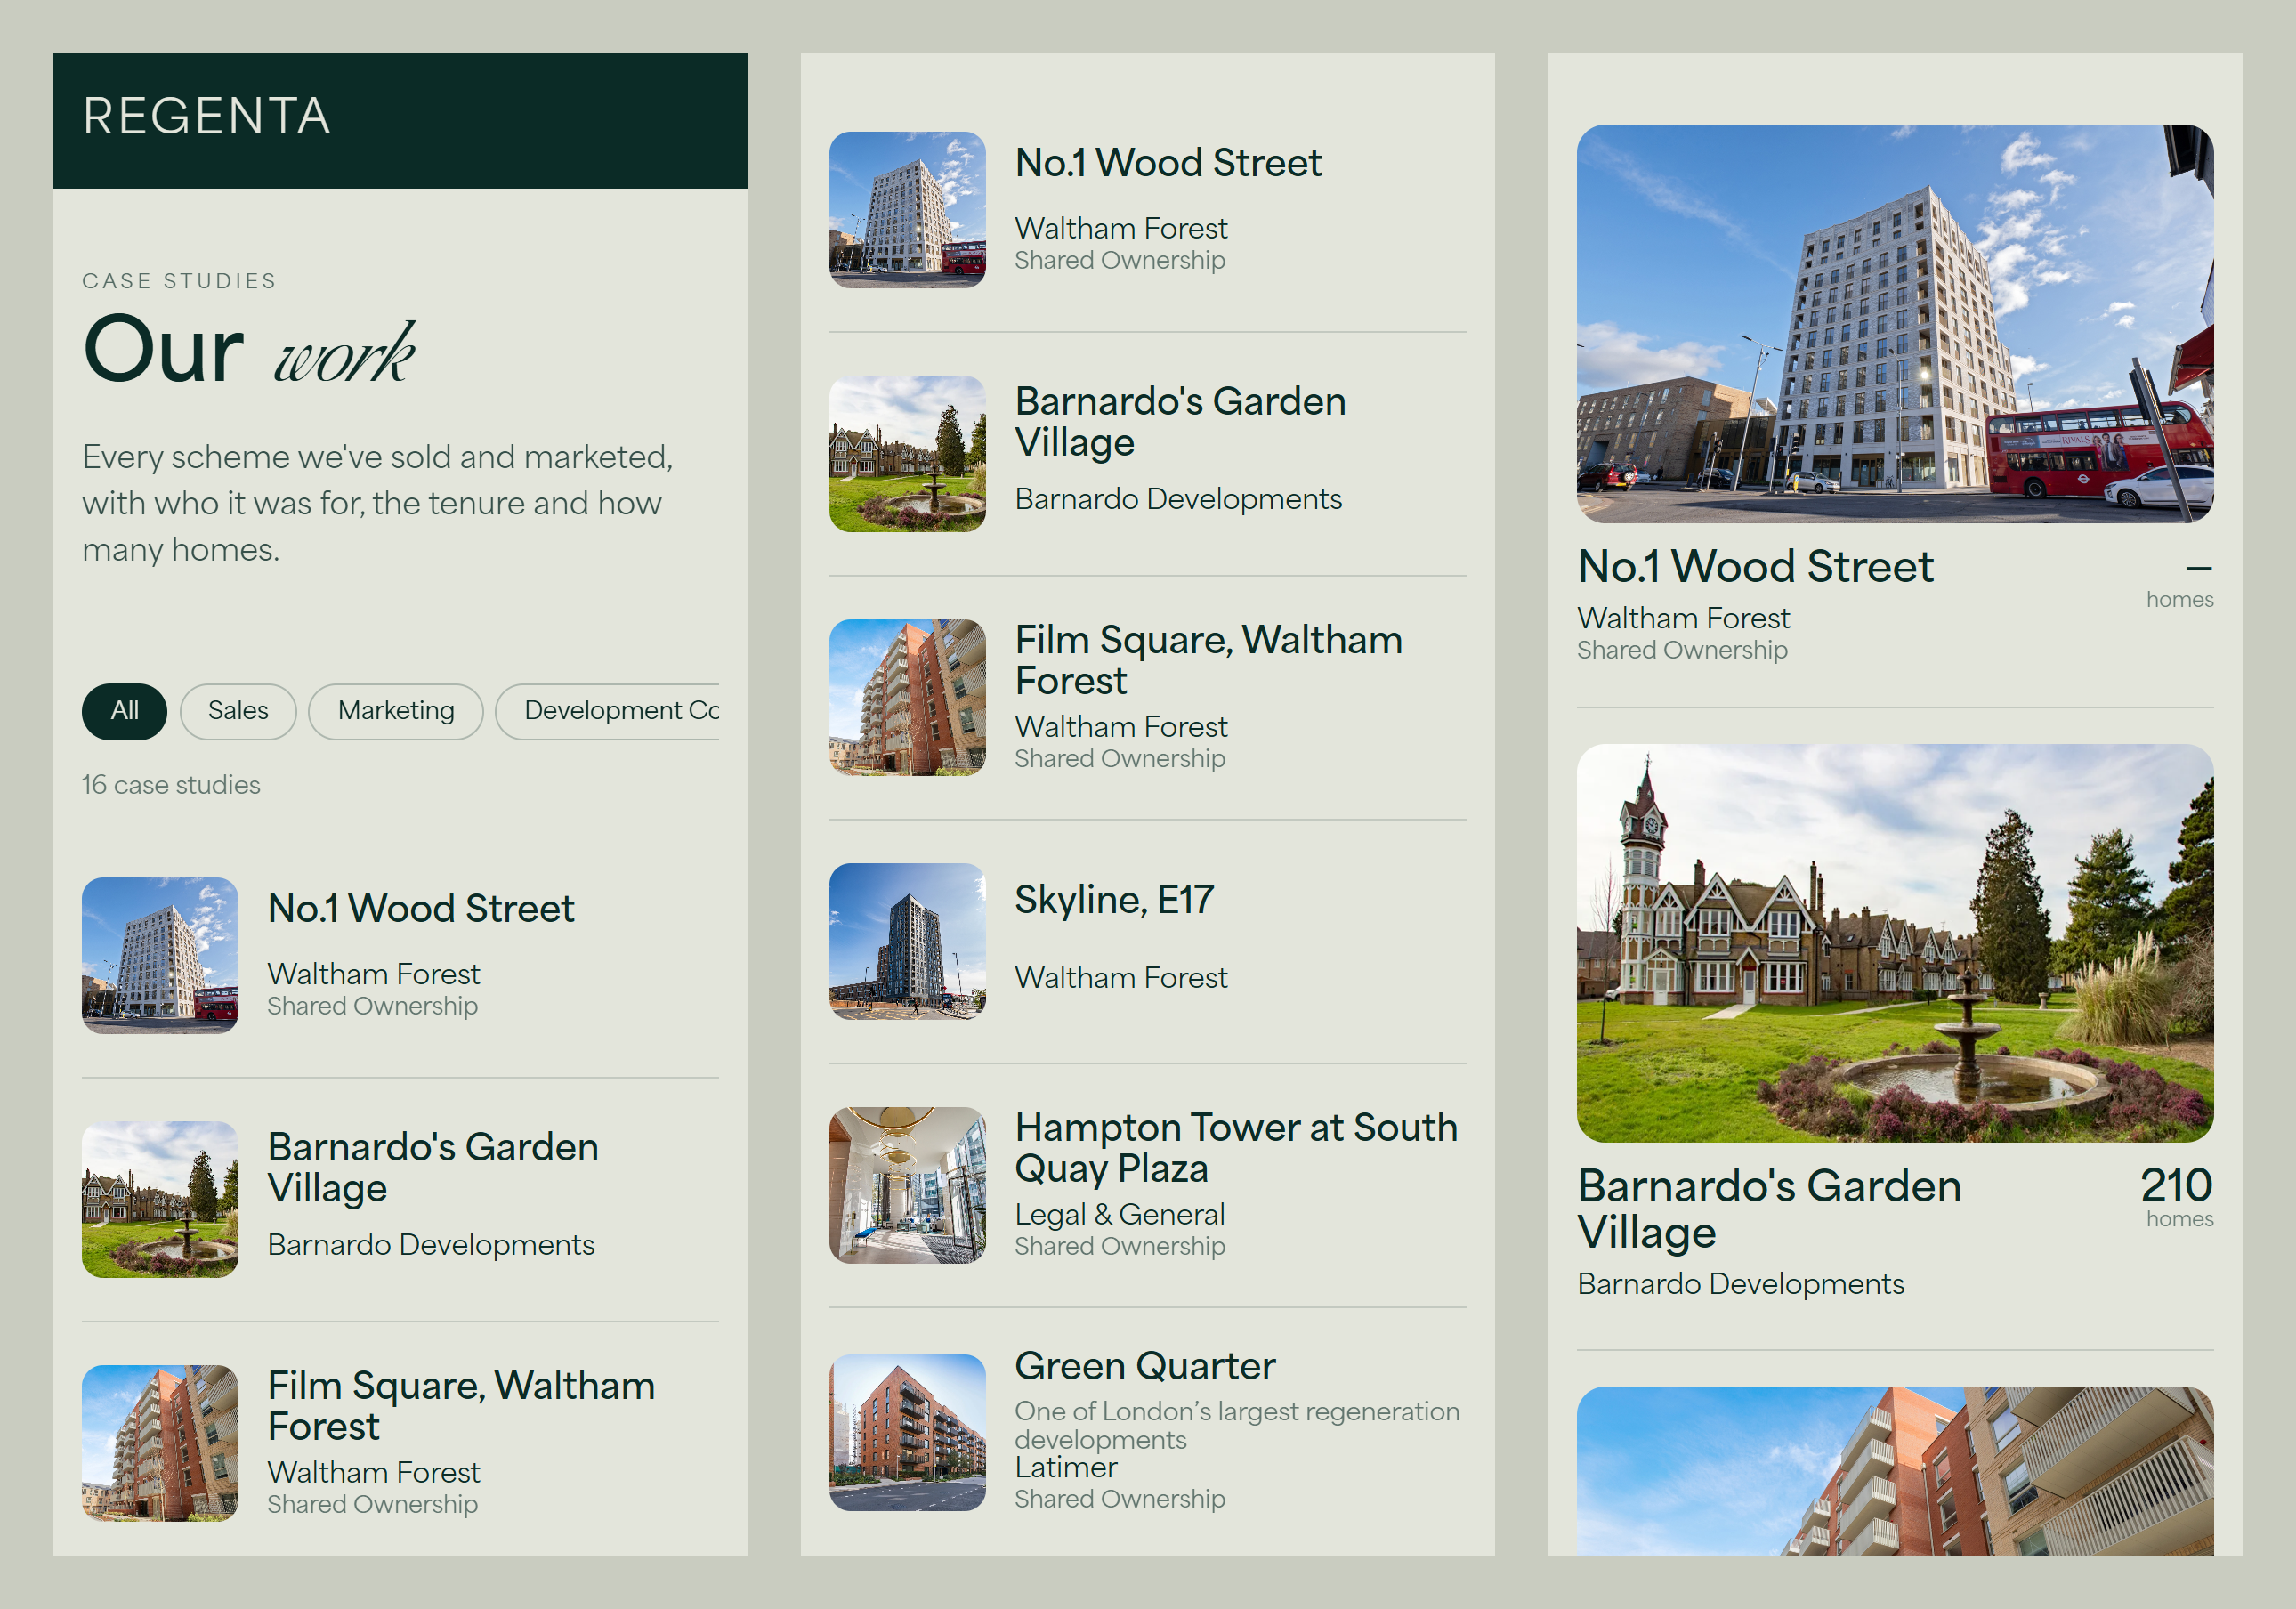 REGENTA
CASE STUDIES
Our work
Every scheme we've sold and marketed,
with who it was for, the tenure and how
many homes.
All
Sales
Marketing
Development Co
16 case studies
No.1 Wood Street
Waltham Forest
Shared Ownership
Barnardo's Garden
Village
Barnardo Developments
Film Square, Waltham
Forest
Waltham Forest
Shared Ownership
No.1 Wood Street
Waltham Forest
Shared Ownership
Barnardo's Garden
Village
Barnardo Developments
Film Square, Waltham
Forest
Waltham Forest
Shared Ownership
Skyline, E17
Waltham Forest
Hampton Tower at South
Quay Plaza
Legal & General
Shared Ownership
Green Quarter
One of London’s largest regeneration
developments
Latimer
Shared Ownership
RIVALS
No.1 Wood Street
–
homes
Waltham Forest
Shared Ownership
Barnardo's Garden
Village
210
homes
Barnardo Developments